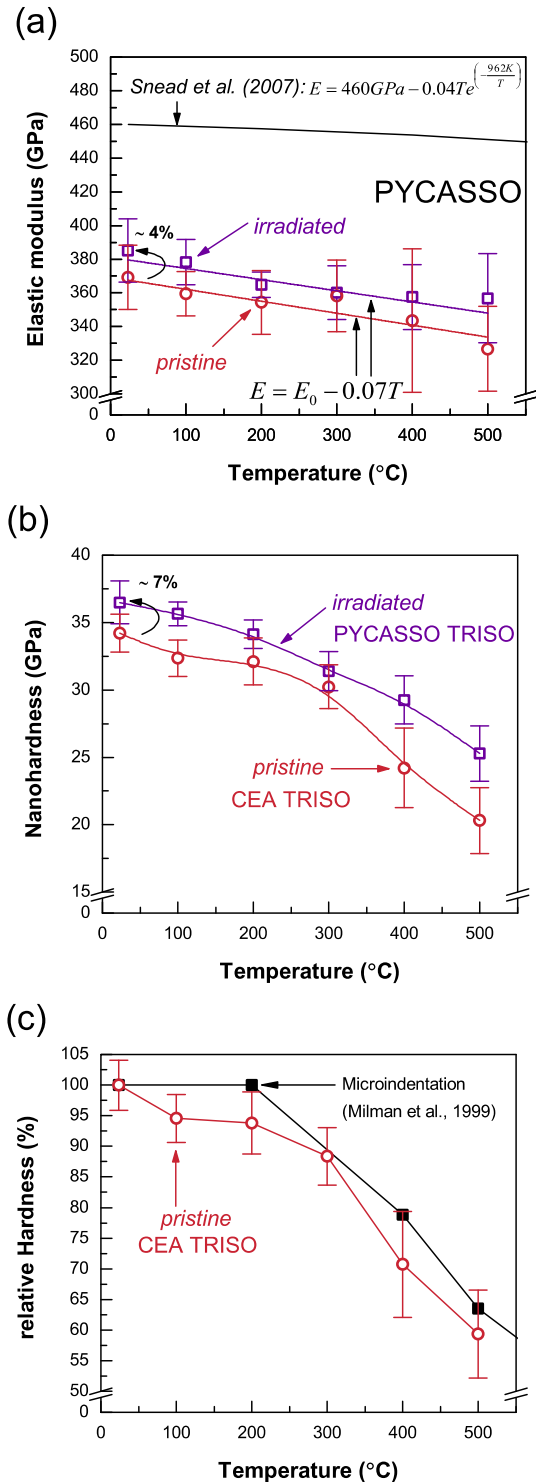 (a)
500
480
460
440
420
400
380
360
340
320
300
0
Elastic modulus (GPa)
Snead et al. (2007): E = 460GPa − 0.04Te^(−962K/T)
PYCASSO
~ 4%
irradiated
pristine
E = E₀ − 0.07T
0 100 200 300 400 500
Temperature (°C)
(b)
40
35
30
25
20
15
0
Nanohardness (GPa)
~ 7%
irradiated
PYCASSO TRISO
pristine
CEA TRISO
0 100 200 300 400 500
Temperature (°C)
(c)
105
100
95
90
85
80
75
70
65
60
55
50
0
relative Hardness (%)
Microindentation
(Milman et al., 1999)
pristine
CEA TRISO
0 100 200 300 400 500
Temperature (°C)